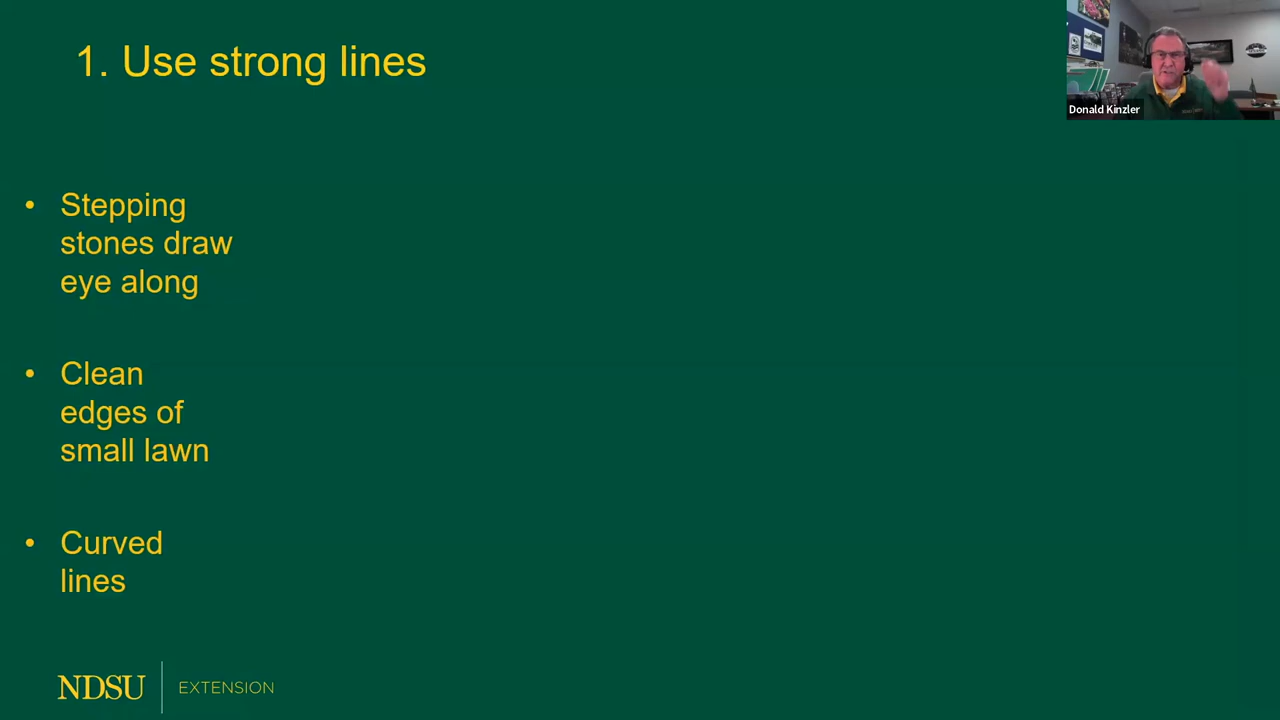 1. Use strong lines
Donald Kinzler
• Stepping
stones draw
eye along
• Clean
edges of
small lawn
• Curved
lines
NDSU
EXTENSION